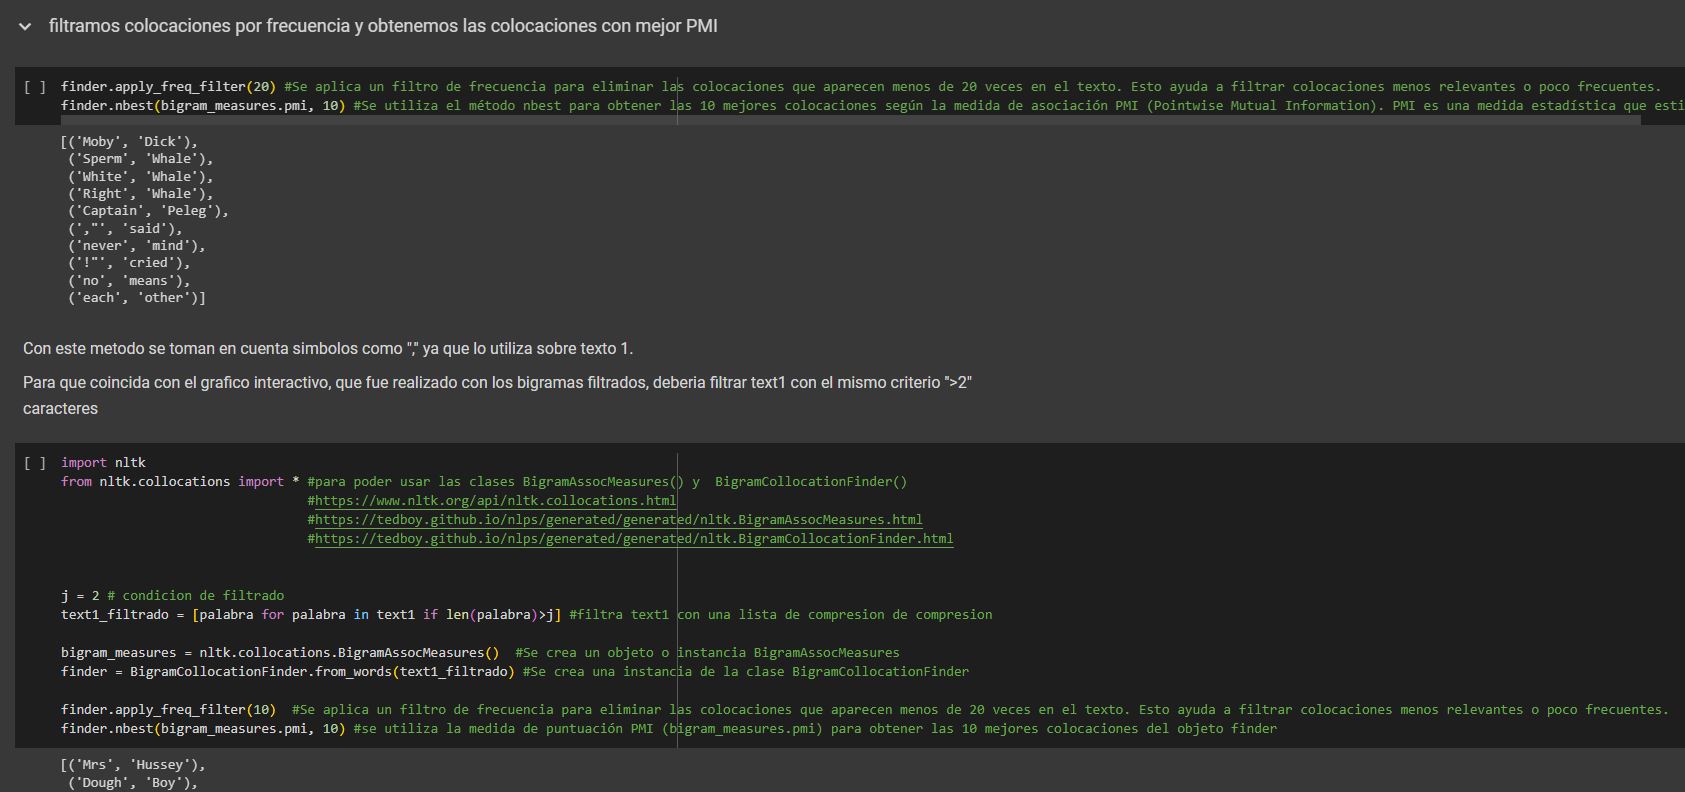 filtramos colocaciones por frecuencia y obtenemos las colocaciones con mejor PMI
[ ] finder.apply_freq_filter(20) #Se aplica un filtro de frecuencia para eliminar las colocaciones que aparecen menos de 20 veces en el texto. Esto ayuda a filtrar colocaciones menos relevantes o poco frecuentes.
finder.nbest(bigram_measures.pmi, 10) #Se utiliza el método nbest para obtener las 10 mejores colocaciones según la medida de asociación PMI (Pointwise Mutual Information). PMI es una medida estadística que esti
[('Moby', 'Dick'),
('Sperm', 'Whale'),
('White', 'Whale'),
('Right', 'Whale'),
('Captain', 'Peleg'),
(',"', 'said'),
('never', 'mind'),
('!"', 'cried'),
('no', 'means'),
('each', 'other')]
Con este metodo se toman en cuenta simbolos como "," ya que lo utiliza sobre texto 1.
Para que coincida con el grafico interactivo, que fue realizado con los bigramas filtrados, deberia filtrar text1 con el mismo criterio ">2"
caracteres
[ ] import nltk
from nltk.collocations import * #para poder usar las clases BigramAssocMeasures() y  BigramCollocationFinder()
#https://www.nltk.org/api/nltk.collocations.html
#https://tedboy.github.io/nlps/generated/generated/nltk.BigramAssocMeasures.html
#https://tedboy.github.io/nlps/generated/generated/nltk.BigramCollocationFinder.html
j = 2 # condicion de filtrado
text1_filtrado = [palabra for palabra in text1 if len(palabra)>j] #filtra text1 con una lista de compresion de compresion
bigram_measures = nltk.collocations.BigramAssocMeasures()  #Se crea un objeto o instancia BigramAssocMeasures
finder = BigramCollocationFinder.from_words(text1_filtrado) #Se crea una instancia de la clase BigramCollocationFinder
finder.apply_freq_filter(10)  #Se aplica un filtro de frecuencia para eliminar las colocaciones que aparecen menos de 20 veces en el texto. Esto ayuda a filtrar colocaciones menos relevantes o poco frecuentes.
finder.nbest(bigram_measures.pmi, 10) #se utiliza la medida de puntuación PMI (bigram_measures.pmi) para obtener las 10 mejores colocaciones del objeto finder
[('Mrs', 'Hussey'),
('Dough', 'Boy'),